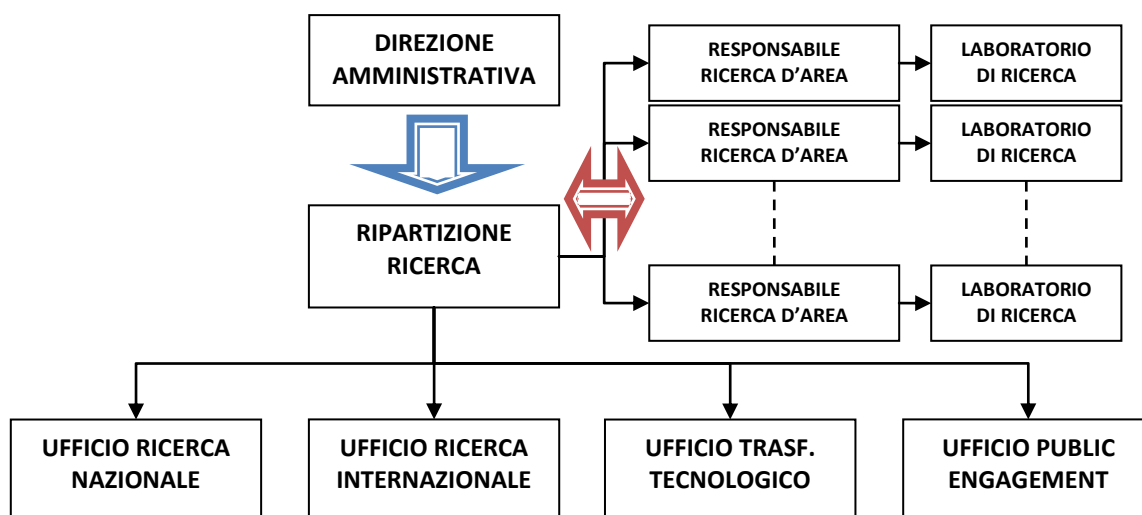 DIREZIONE
AMMINISTRATIVA
RESPONSABILE
RICERCA D’AREA
LABORATORIO
DI RICERCA
RESPONSABILE
RICERCA D’AREA
LABORATORIO
DI RICERCA
RIPARTIZIONE
RICERCA
RESPONSABILE
RICERCA D’AREA
LABORATORIO
DI RICERCA
UFFICIO RICERCA
NAZIONALE
UFFICIO RICERCA
INTERNAZIONALE
UFFICIO TRASF.
TECNOLOGICO
UFFICIO PUBLIC
ENGAGEMENT